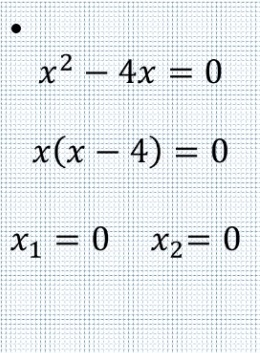 •
x² − 4x = 0
x(x − 4) = 0
x₁ = 0 x₂= 0